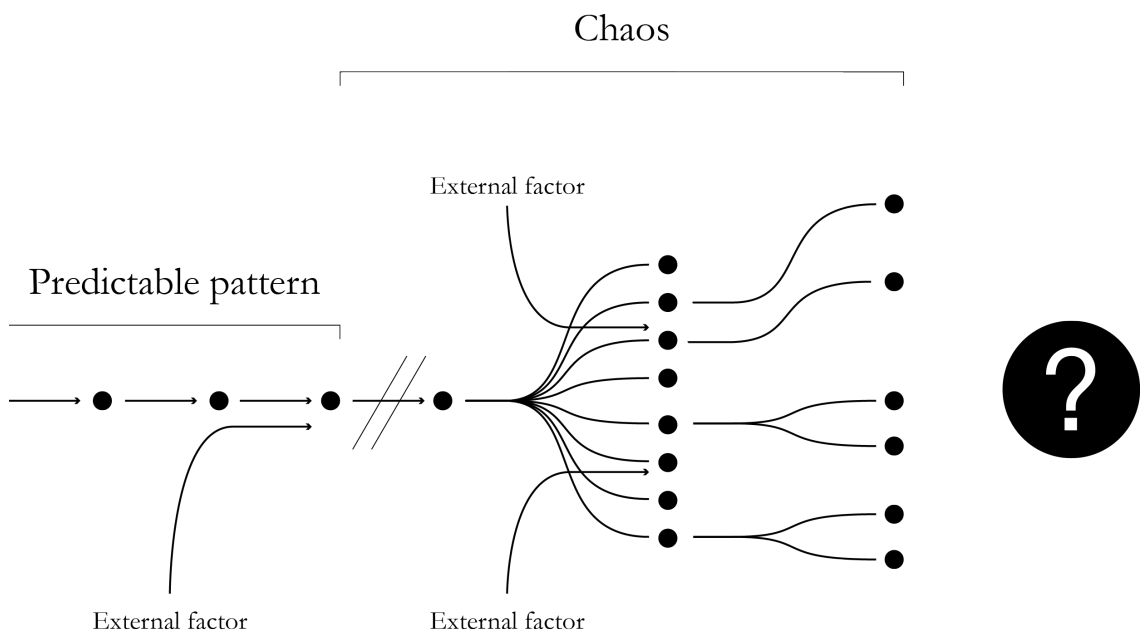 Chaos
External factor
Predictable pattern
?
External factor
External factor